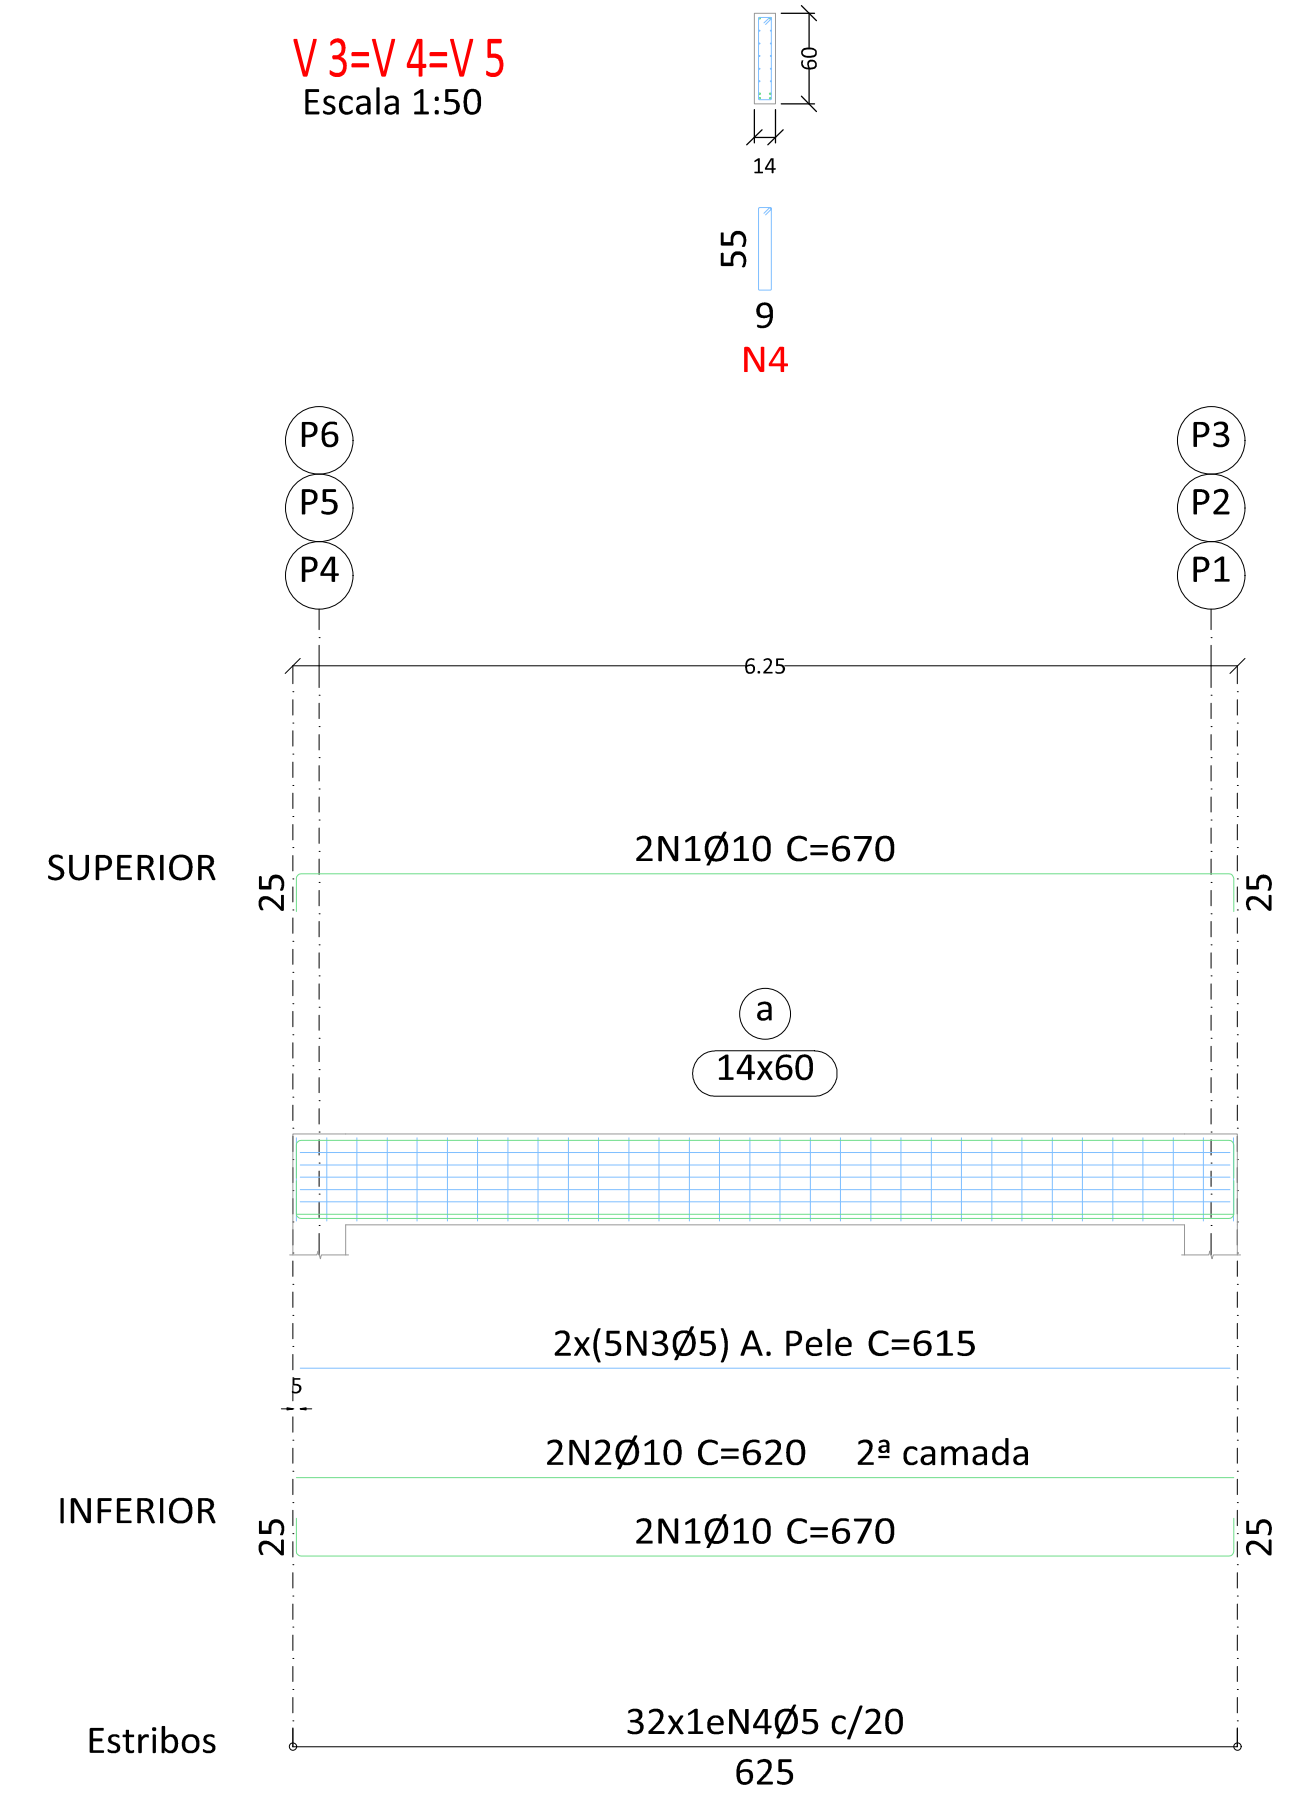 V 3=V 4=V 5
Escala 1:50
60
14
55
9
N4
P6
P3
P5
P2
P4
P1
6.25
2N1Ø10 C=670
SUPERIOR
25
25
a
14x60
2x(5N3Ø5) A. Pele C=615
5
2N2Ø10 C=620 2ª camada
INFERIOR
25
2N1Ø10 C=670
25
32x1eN4Ø5 c/20
Estribos
625